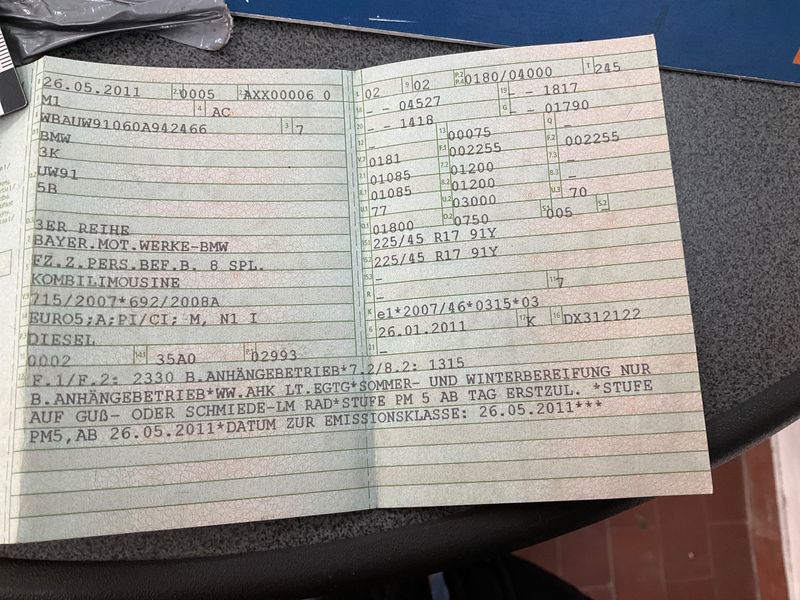 26.05.2011 0005 AXX00006 0
M1 AC
WBAUW91060A942466 7
BMW
3K
UW91
5B
3ER REIHE
BAYER.MOT.WERKE-BMW
FZ.Z.PERS.BEF.B. 8 SPL.
KOMBILIMOUSINE
715/2007*692/2008A
EURO5;A;PI/CI; M, N1 I
DIESEL
0002 35A0 02993
02 02 0180/04000 245
- - 04527 - - 1817
- - 1418 - - 01790
- 00075 -
0181 002255 002255
01085 01200 -
01085 01200 -
77 03000 70
01800 0750 005 -
225/45 R17 91Y
225/45 R17 91Y
-
- 7
e1*2007/46*0315*03
26.01.2011 K DX312122
-
F.1/F.2: 2330 B.ANHÄNGEBETRIEB*7.2/8.2: 1315
B.ANHÄNGEBETRIEB*WW.AHK LT.EGTG*SOMMER- UND WINTERBEREIFUNG NUR
AUF GUß- ODER SCHMIEDE-LM RAD*STUFE PM 5 AB TAG ERSTZUL. *STUFE
PM5,AB 26.05.2011*DATUM ZUR EMISSIONSKLASSE: 26.05.2011***